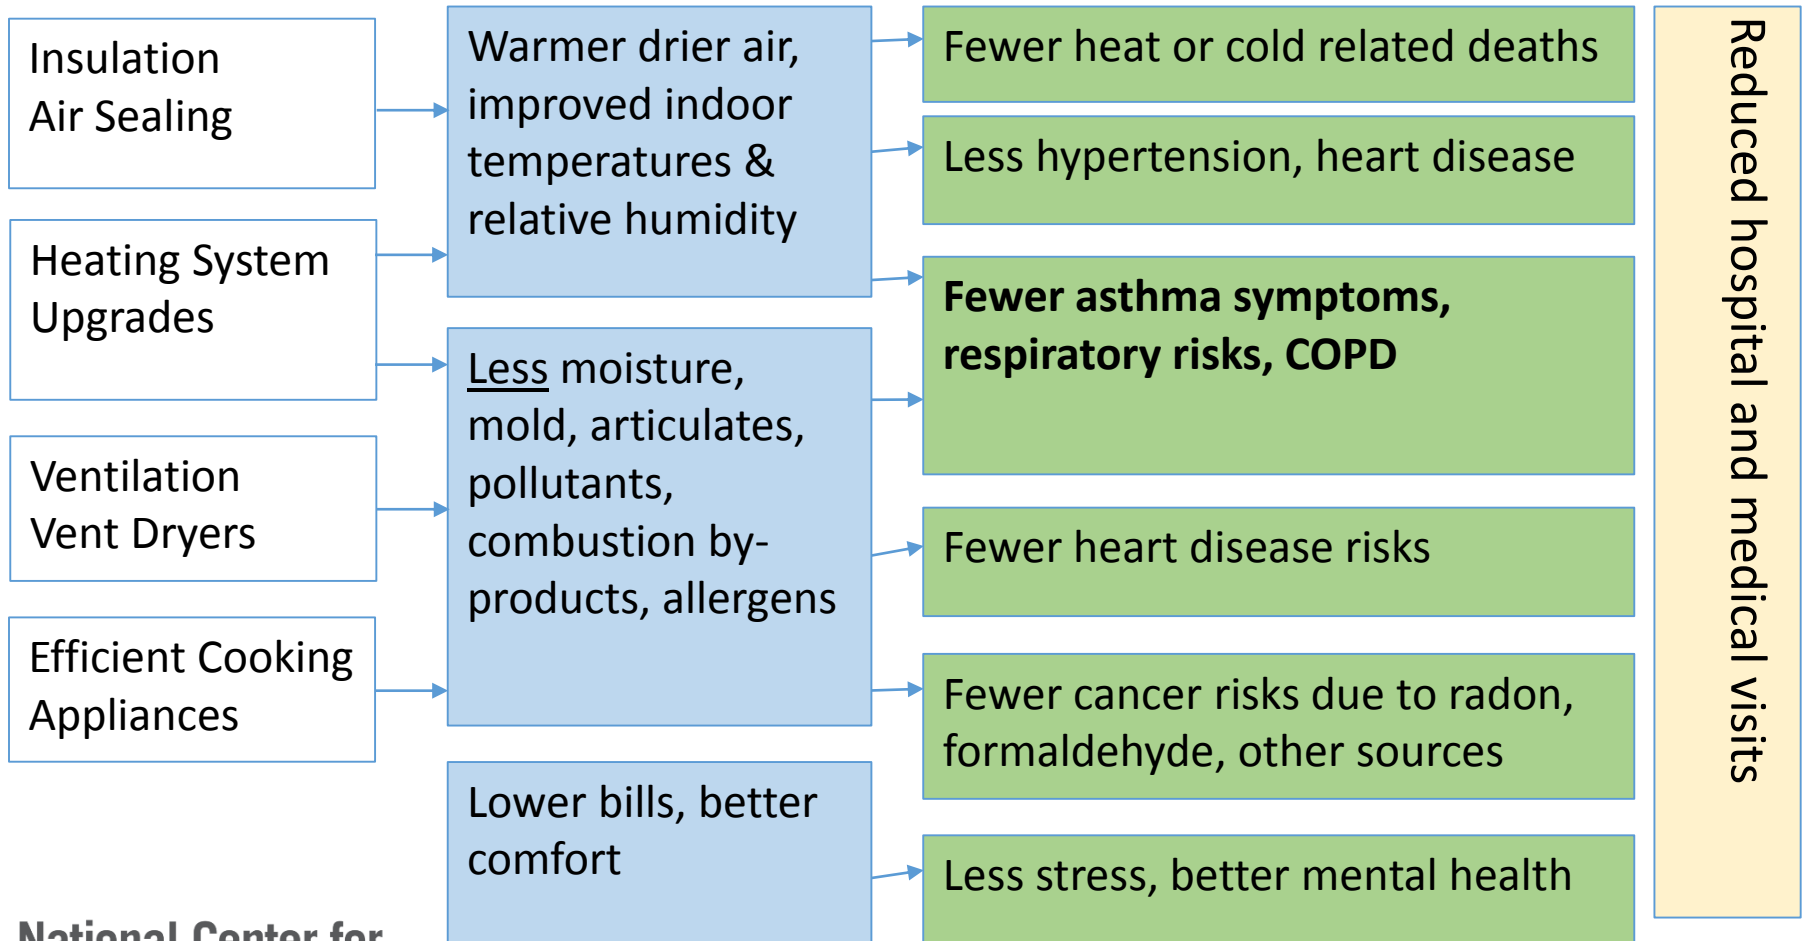 Insulation
Air Sealing
Heating System
Upgrades
Ventilation
Vent Dryers
Efficient Cooking
Appliances
Warmer drier air,
improved indoor
temperatures &
relative humidity
Less moisture,
mold, articulates,
pollutants,
combustion by-
products, allergens
Lower bills, better
comfort
Fewer heat or cold related deaths
Less hypertension, heart disease
Fewer asthma symptoms,
respiratory risks, COPD
Fewer heart disease risks
Fewer cancer risks due to radon,
formaldehyde, other sources
Less stress, better mental health
Reduced hospital and medical visits
National Center for